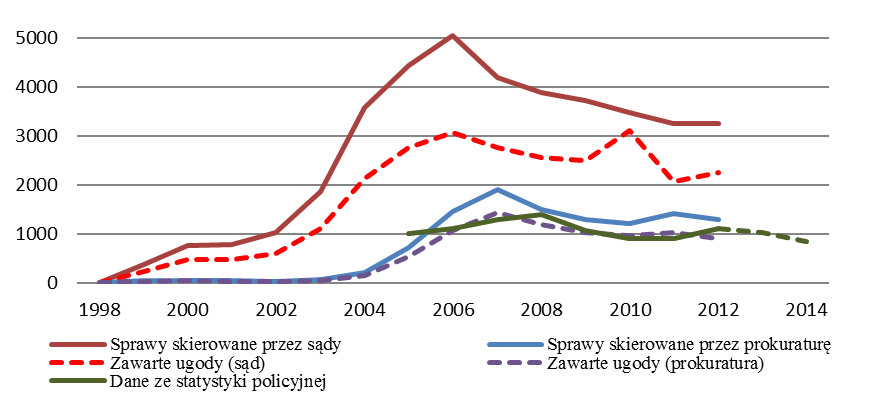 5000
4000
3000
2000
1000
0
1998 2000 2002 2004 2006 2008 2010 2012 2014
Sprawy skierowane przez sądy Sprawy skierowane przez prokuraturę
Zawarte ugody (sąd) Zawarte ugody (prokuratura)
Dane ze statystyki policyjnej